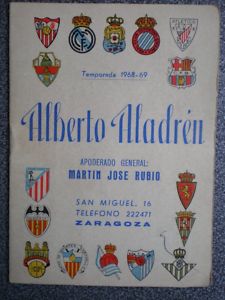 Temporada 1968-69
Alberto Aladrén
APODERADO GENERAL:
MARTIN JOSE RUBIO
SAN MIGUEL, 16
TELEFONO 222471
ZARAGOZA